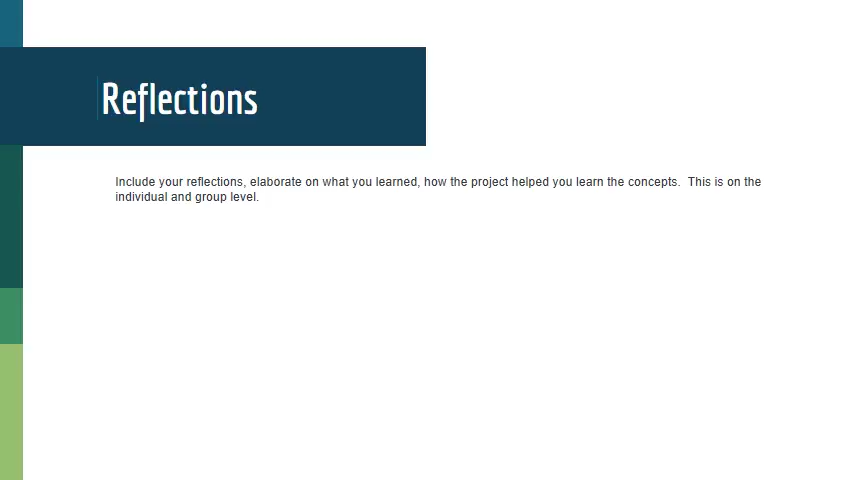 Reflections
Include your reflections, elaborate on what you learned, how the project helped you learn the concepts.  This is on the
individual and group level.